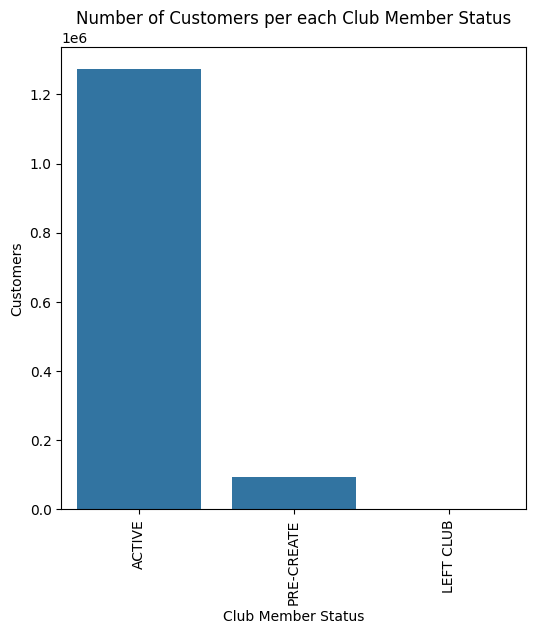 Number of Customers per each Club Member Status
1e6
1.2
1.0
0.8
0.6
0.4
0.2
0.0
Customers
ACTIVE
PRE-CREATE
LEFT CLUB
Club Member Status